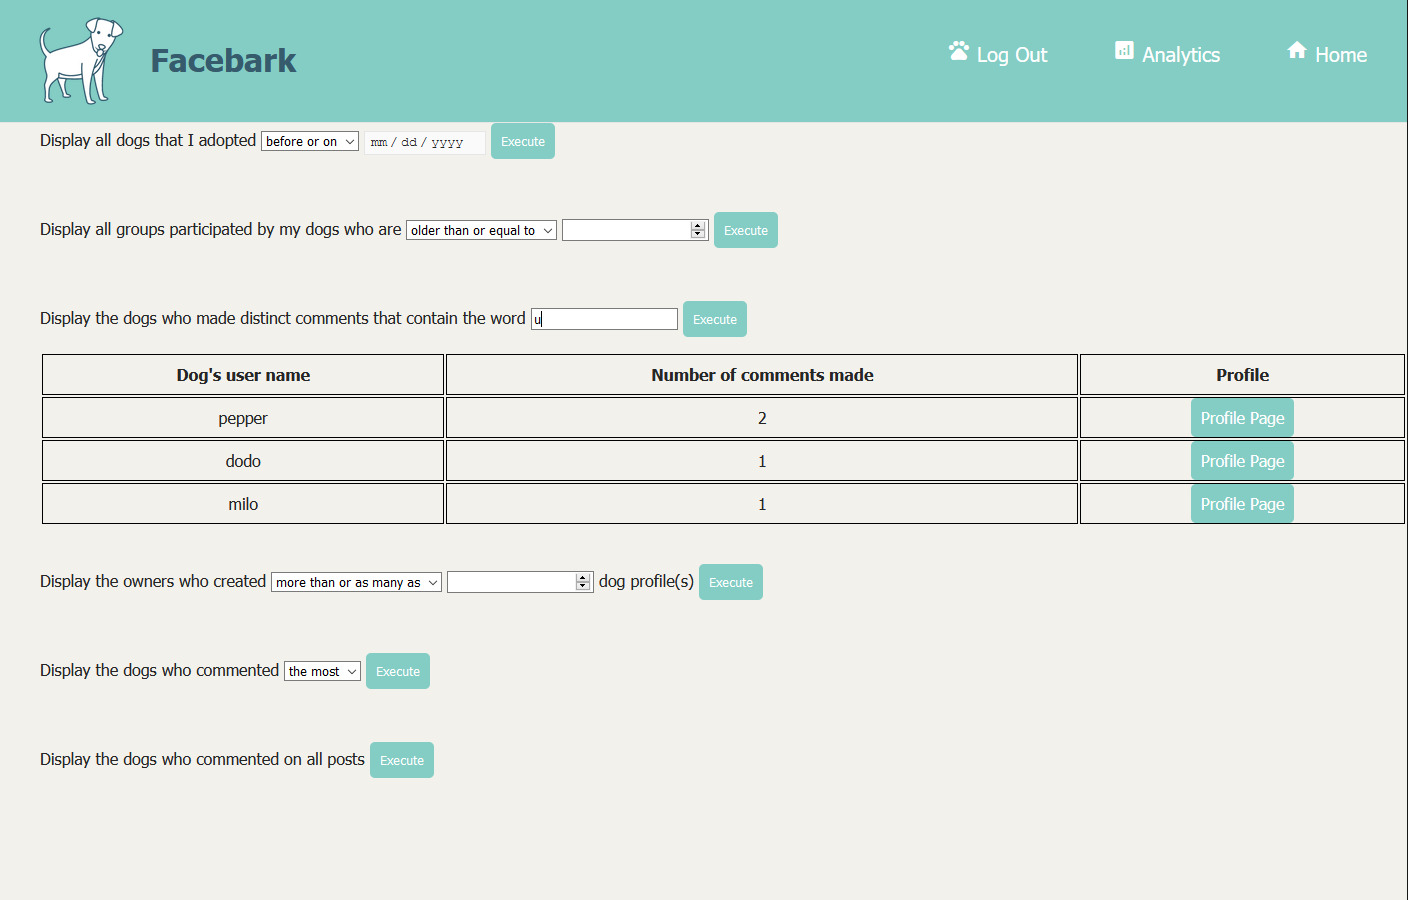 Facebark
Log Out Analytics Home
Display all dogs that I adopted before or on mm / dd / yyyy Execute
Display all groups participated by my dogs who are older than or equal to Execute
Display the dogs who made distinct comments that contain the word u Execute
Dog's user name Number of comments made Profile
pepper 2 Profile Page
dodo 1 Profile Page
milo 1 Profile Page
Display the owners who created more than or as many as dog profile(s) Execute
Display the dogs who commented the most Execute
Display the dogs who commented on all posts Execute